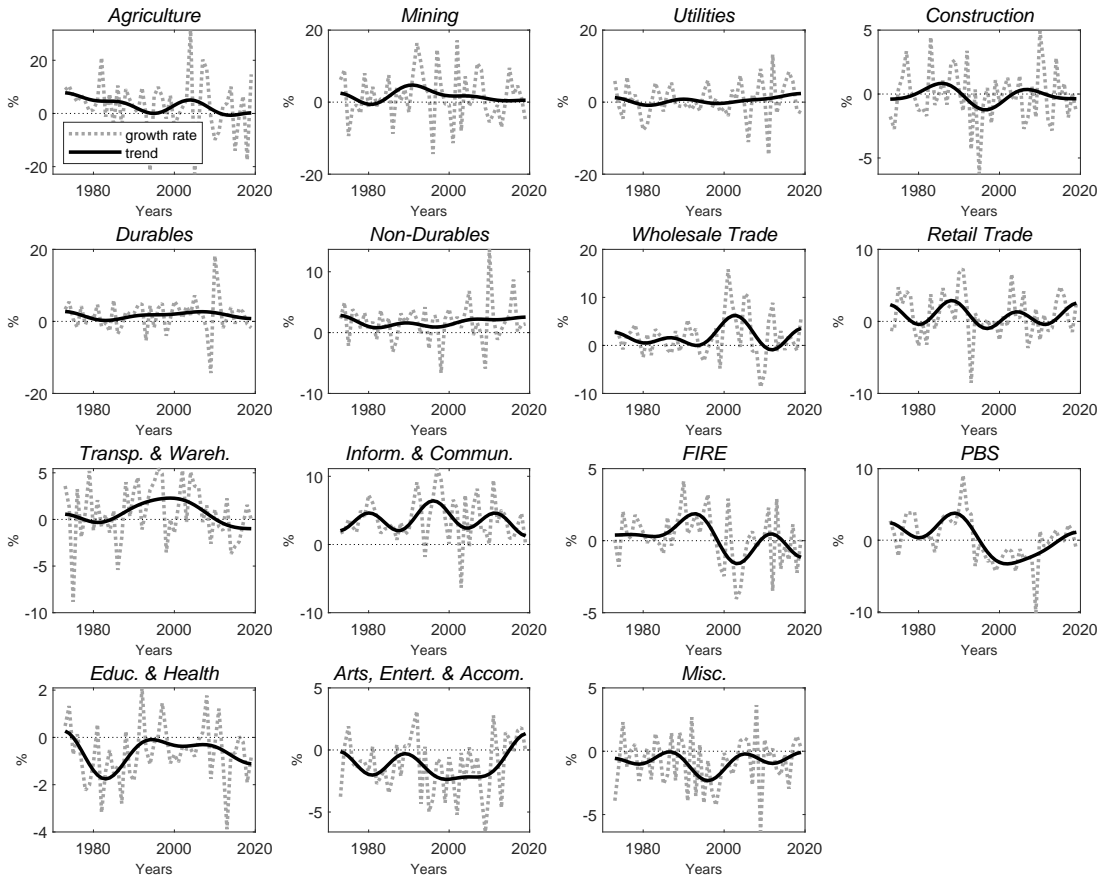 Agriculture
20
0
-20
%
growth rate
trend
1980 2000 2020
Years
Mining
20
0
-20
%
1980 2000 2020
Years
Utilities
20
0
-20
%
1980 2000 2020
Years
Construction
5
0
-5
%
1980 2000 2020
Years
Durables
20
0
-20
%
1980 2000 2020
Years
Non-Durables
10
0
-10
%
1980 2000 2020
Years
Wholesale Trade
20
10
0
-10
%
1980 2000 2020
Years
Retail Trade
10
0
-10
%
1980 2000 2020
Years
Transp. & Wareh.
5
0
-5
-10
%
1980 2000 2020
Years
Inform. & Commun.
10
0
-10
%
1980 2000 2020
Years
FIRE
5
0
-5
%
1980 2000 2020
Years
PBS
10
0
-10
%
1980 2000 2020
Years
Educ. & Health
2
0
-2
-4
%
1980 2000 2020
Years
Arts, Entert. & Accom.
5
0
-5
%
1980 2000 2020
Years
Misc.
5
0
-5
%
1980 2000 2020
Years